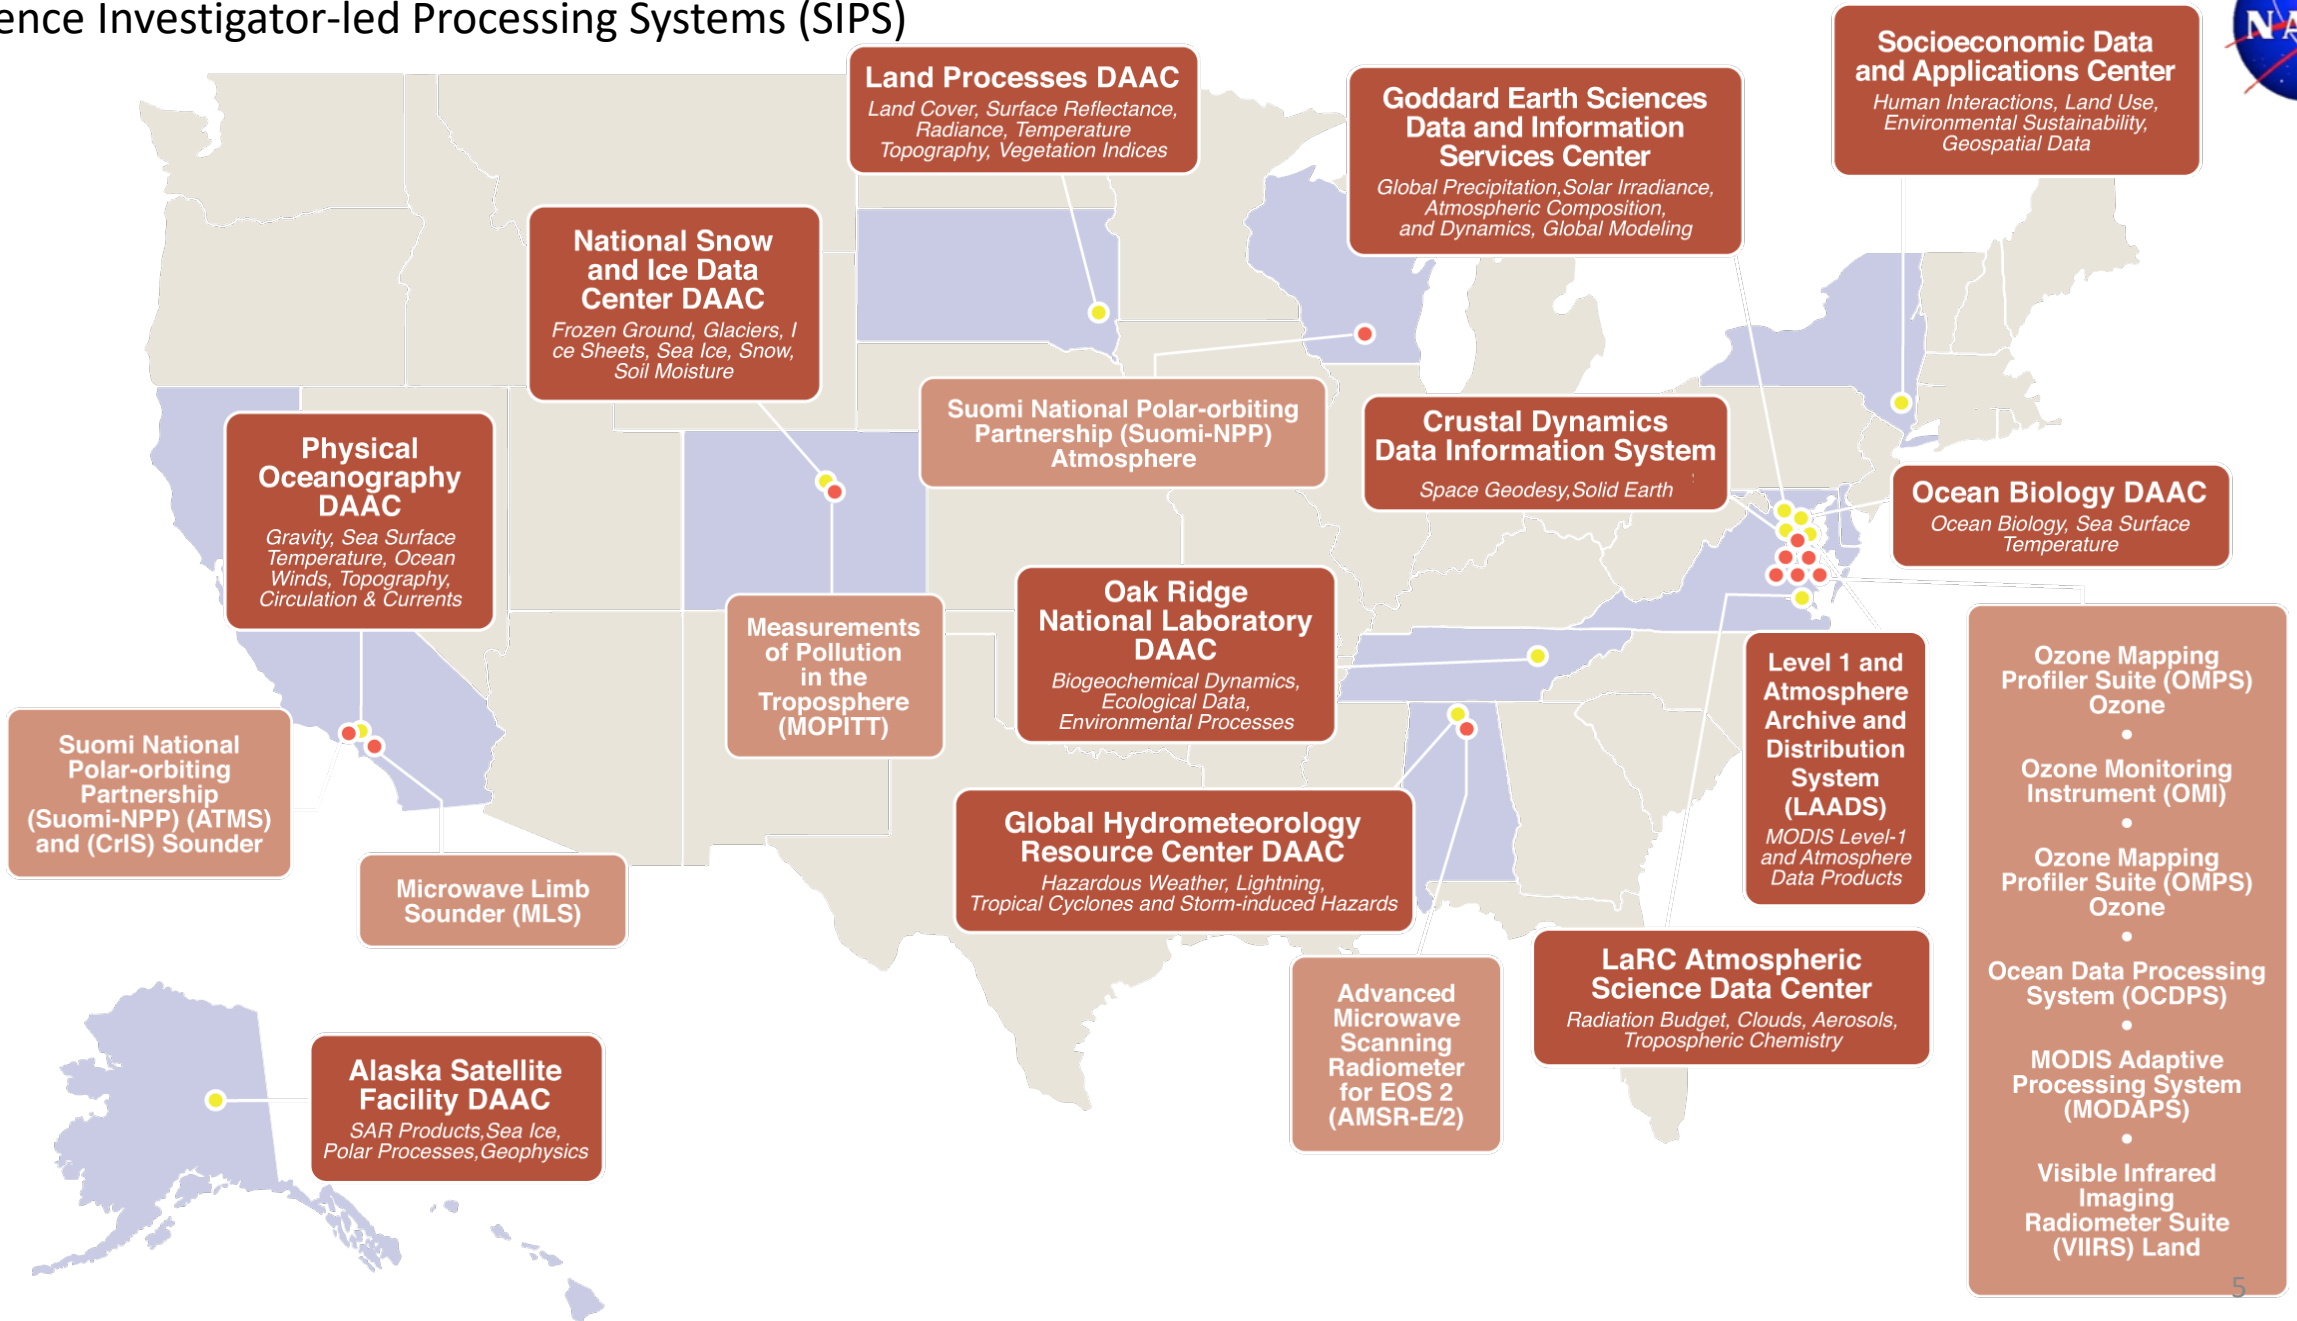 ence Investigator-led Processing Systems (SIPS)
Land Processes DAAC
Land Cover, Surface Reflectance,
Radiance, Temperature
Topography, Vegetation Indices
Goddard Earth Sciences
Data and Information
Services Center
Global Precipitation,Solar Irradiance,
Atmospheric Composition,
and Dynamics, Global Modeling
Socioeconomic Data
and Applications Center
Human Interactions, Land Use,
Environmental Sustainability,
Geospatial Data
National Snow
and Ice Data
Center DAAC
Frozen Ground, Glaciers, I
ce Sheets, Sea Ice, Snow,
Soil Moisture
Physical
Oceanography
DAAC
Gravity, Sea Surface
Temperature, Ocean
Winds, Topography,
Circulation & Currents
Suomi National Polar-orbiting
Partnership (Suomi-NPP)
Atmosphere
Crustal Dynamics
Data Information System
Space Geodesy,Solid Earth
Ocean Biology DAAC
Ocean Biology, Sea Surface
Temperature
Measurements
of Pollution
in the
Troposphere
(MOPITT)
Oak Ridge
National Laboratory
DAAC
Biogeochemical Dynamics,
Ecological Data,
Environmental Processes
Level 1 and
Atmosphere
Archive and
Distribution
System
(LAADS)
MODIS Level-1
and Atmosphere
Data Products
Ozone Mapping
Profiler Suite (OMPS)
Ozone
•
Ozone Monitoring
Instrument (OMI)
•
Ozone Mapping
Profiler Suite (OMPS)
Ozone
•
Ocean Data Processing
System (OCDPS)
•
MODIS Adaptive
Processing System
(MODAPS)
•
Visible Infrared
Imaging
Radiometer Suite
(VIIRS) Land
Suomi National
Polar-orbiting
Partnership
(Suomi-NPP) (ATMS)
and (CrIS) Sounder
Microwave Limb
Sounder (MLS)
Global Hydrometeorology
Resource Center DAAC
Hazardous Weather, Lightning,
Tropical Cyclones and Storm-induced Hazards
Advanced
Microwave
Scanning
Radiometer
for EOS 2
(AMSR-E/2)
LaRC Atmospheric
Science Data Center
Radiation Budget, Clouds, Aerosols,
Tropospheric Chemistry
Alaska Satellite
Facility DAAC
SAR Products,Sea Ice,
Polar Processes,Geophysics
5